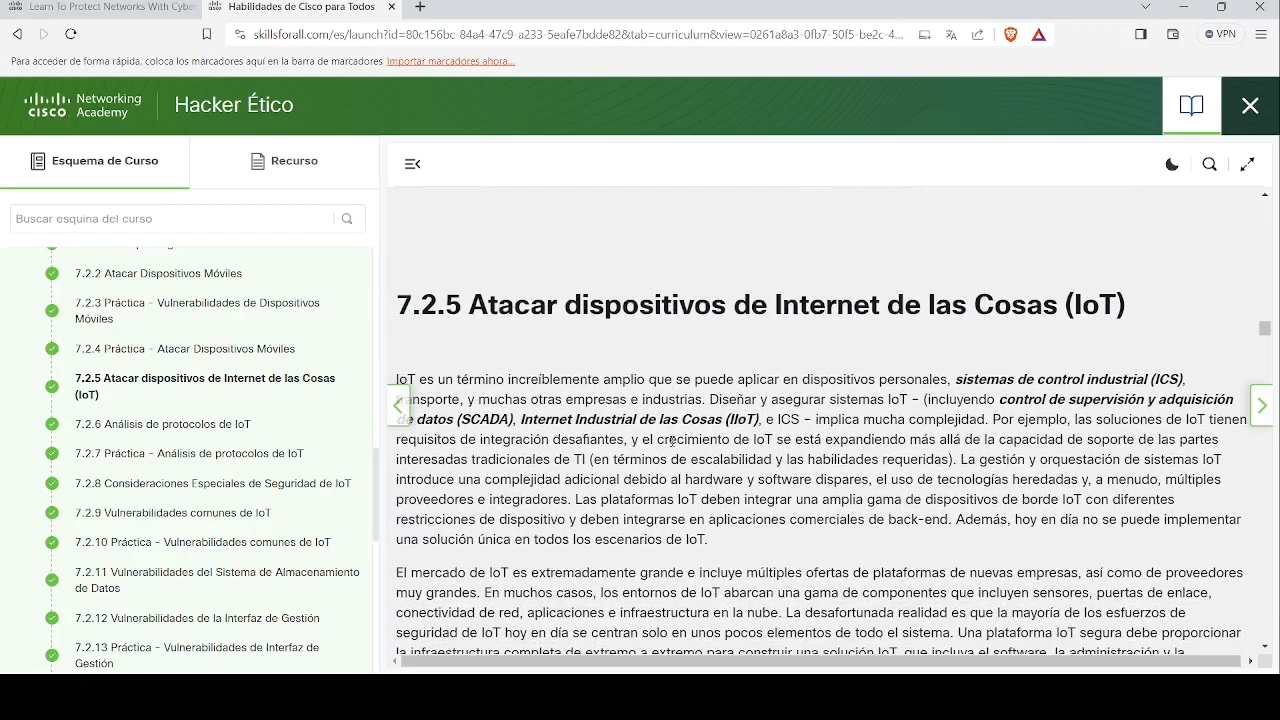 Learn To Protect Networks With Cybe
Habilidades de Cisco para Todos
skillsforall.com/es/launch?id=80c156bc-84a4-47c9-a233-5eafe7bdde82&tab=curriculum&view=0261a8a3-0fb7-50f5-be2c-4...
VPN
Para acceder de forma rápida, coloca los marcadores aquí en la barra de marcadores Importar marcadores ahora...
CISCO Networking Academy
Hacker Ético
Esquema de Curso
Recurso
Buscar esquina del curso
7.2.2 Atacar Dispositivos Móviles
7.2.3 Práctica - Vulnerabilidades de Dispositivos
Móviles
7.2.4 Práctica - Atacar Dispositivos Móviles
7.2.5 Atacar dispositivos de Internet de las Cosas
(IoT)
7.2.6 Análisis de protocolos de IoT
7.2.7 Práctica - Análisis de protocolos de IoT
7.2.8 Consideraciones Especiales de Seguridad de IoT
7.2.9 Vulnerabilidades comunes de IoT
7.2.10 Práctica - Vulnerabilidades comunes de IoT
7.2.11 Vulnerabilidades del Sistema de Almacenamiento
de Datos
7.2.12 Vulnerabilidades de la Interfaz de Gestión
7.2.13 Práctica - Vulnerabilidades de Interfaz de
Gestión
7.2.5 Atacar dispositivos de Internet de las Cosas (IoT)
IoT es un término increíblemente amplio que se puede aplicar en dispositivos personales, sistemas de control industrial (ICS),
transporte, y muchas otras empresas e industrias. Diseñar y asegurar sistemas IoT – (incluyendo control de supervisión y adquisición
de datos (SCADA), Internet Industrial de las Cosas (IIoT), e ICS – implica mucha complejidad. Por ejemplo, las soluciones de IoT tienen
requisitos de integración desafiantes, y el crecimiento de IoT se está expandiendo más allá de la capacidad de soporte de las partes
interesadas tradicionales de TI (en términos de escalabilidad y las habilidades requeridas). La gestión y orquestación de sistemas IoT
introduce una complejidad adicional debido al hardware y software dispares, el uso de tecnologías heredadas y, a menudo, múltiples
proveedores e integradores. Las plataformas IoT deben integrar una amplia gama de dispositivos de borde IoT con diferentes
restricciones de dispositivo y deben integrarse en aplicaciones comerciales de back-end. Además, hoy en día no se puede implementar
una solución única en todos los escenarios de IoT.
El mercado de IoT es extremadamente grande e incluye múltiples ofertas de plataformas de nuevas empresas, así como de proveedores
muy grandes. En muchos casos, los entornos de IoT abarcan una gama de componentes que incluyen sensores, puertas de enlace,
conectividad de red, aplicaciones e infraestructura en la nube. La desafortunada realidad es que la mayoría de los esfuerzos de
seguridad de IoT hoy en día se centran solo en unos pocos elementos de todo el sistema. Una plataforma IoT segura debe proporcionar
la infraestructura completa de extremo a extremo para construir una solución IoT, que incluya el software, la administración y la